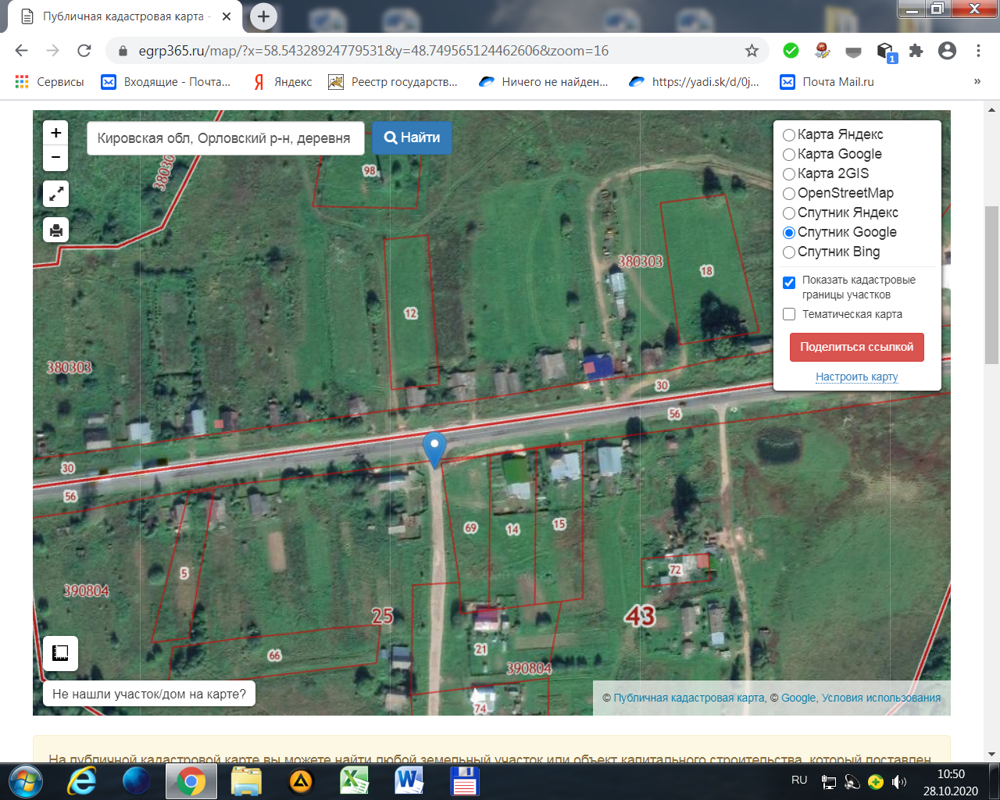 Публичная кадастровая карта -
egrp365.ru/map/?x=58.54328924779531&y=48.749565124462606&zoom=16
1
Сервисы
Входящие - Почта...
Яндекс
Реестр государств...
Ничего не найден...
https://yadi.sk/d/0j...
Почта Mail.ru
»
+
−
Кировская обл, Орловский р-н, деревня
Найти
Карта Яндекс
Карта Google
Карта 2GIS
OpenStreetMap
Спутник Яндекс
Спутник Google
Спутник Bing
Показать кадастровые
границы участков
Тематическая карта
Поделиться ссылкой
Настроить карту
380303
98
380303
18
12
380303
30
56
30
56
69
14
15
5
72
390804
25
43
66
21
390804
74
Не нашли участок/дом на карте?
© Публичная кадастровая карта, © Google, Условия использования
На публичной кадастровой карте вы можете найти любой земельный участок или объект капитального строительства, который поставлен
RU
10:50
28.10.2020